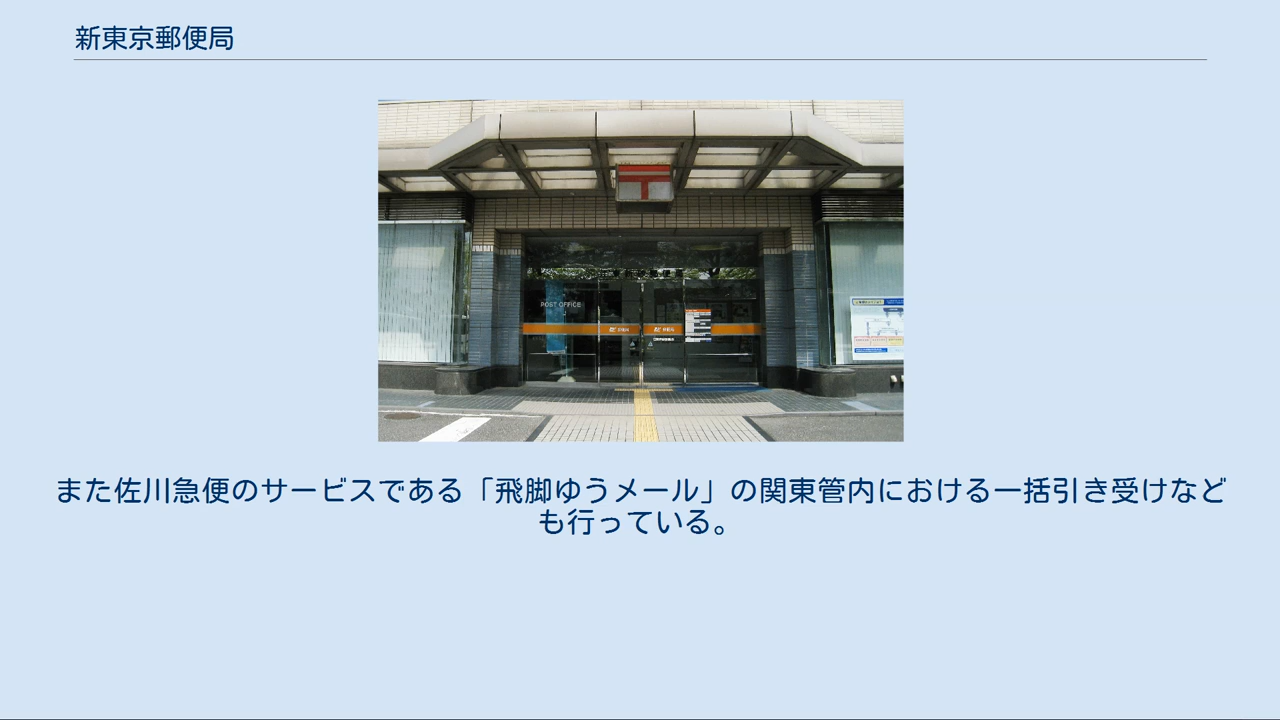 新東京郵便局
POST OFFICE
また佐川急便のサービスである「飛脚ゆうメール」の関東管内における一括引き受けなど
も行っている。